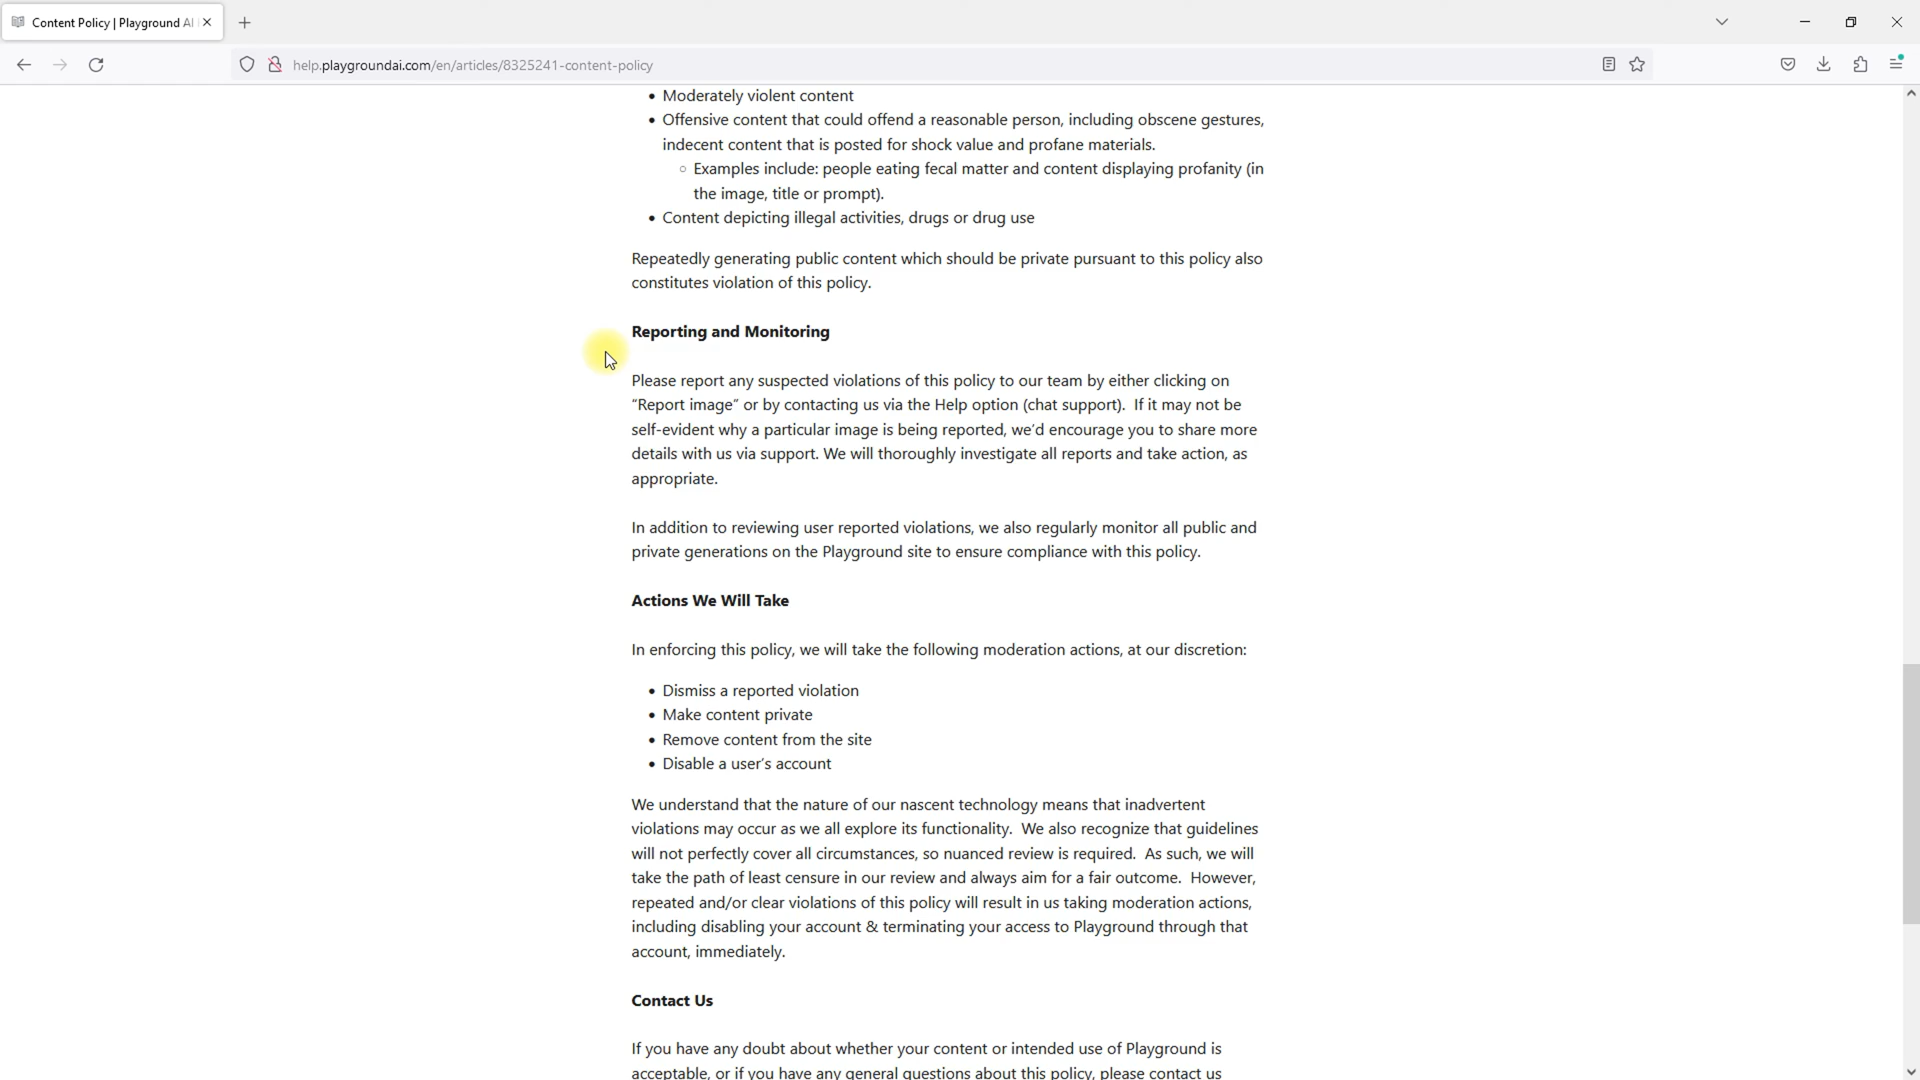 Content Policy | Playground AI
help.playgroundai.com/en/articles/8325241-content-policy
• Moderately violent content
• Offensive content that could offend a reasonable person, including obscene gestures,
indecent content that is posted for shock value and profane materials.
○ Examples include: people eating fecal matter and content displaying profanity (in
the image, title or prompt).
• Content depicting illegal activities, drugs or drug use
Repeatedly generating public content which should be private pursuant to this policy also
constitutes violation of this policy.
Reporting and Monitoring
Please report any suspected violations of this policy to our team by either clicking on
“Report image“ or by contacting us via the Help option (chat support).  If it may not be
self-evident why a particular image is being reported, we’d encourage you to share more
details with us via support. We will thoroughly investigate all reports and take action, as
appropriate.
In addition to reviewing user reported violations, we also regularly monitor all public and
private generations on the Playground site to ensure compliance with this policy.
Actions We Will Take
In enforcing this policy, we will take the following moderation actions, at our discretion:
• Dismiss a reported violation
• Make content private
• Remove content from the site
• Disable a user’s account
We understand that the nature of our nascent technology means that inadvertent
violations may occur as we all explore its functionality.  We also recognize that guidelines
will not perfectly cover all circumstances, so nuanced review is required.  As such, we will
take the path of least censure in our review and always aim for a fair outcome.  However,
repeated and/or clear violations of this policy will result in us taking moderation actions,
including disabling your account & terminating your access to Playground through that
account, immediately.
Contact Us
If you have any doubt about whether your content or intended use of Playground is
acceptable, or if you have any general questions about this policy, please contact us